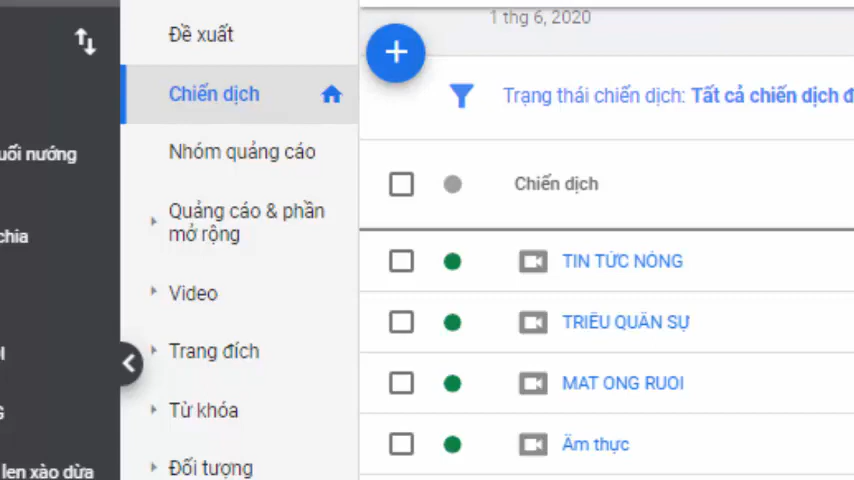 uối nướng
chia
len xào dừa
Đề xuất
Chiến dịch
Nhóm quảng cáo
Quảng cáo & phần
mở rộng
Video
Trang đích
Từ khóa
Đối tượng
1 thg 6, 2020
Trạng thái chiến dịch: Tất cả chiến dịch đ
Chiến dịch
TIN TỨC NÓNG
TRIỆU QUÂN SỰ
MAT ONG RUOI
Ẩm thực